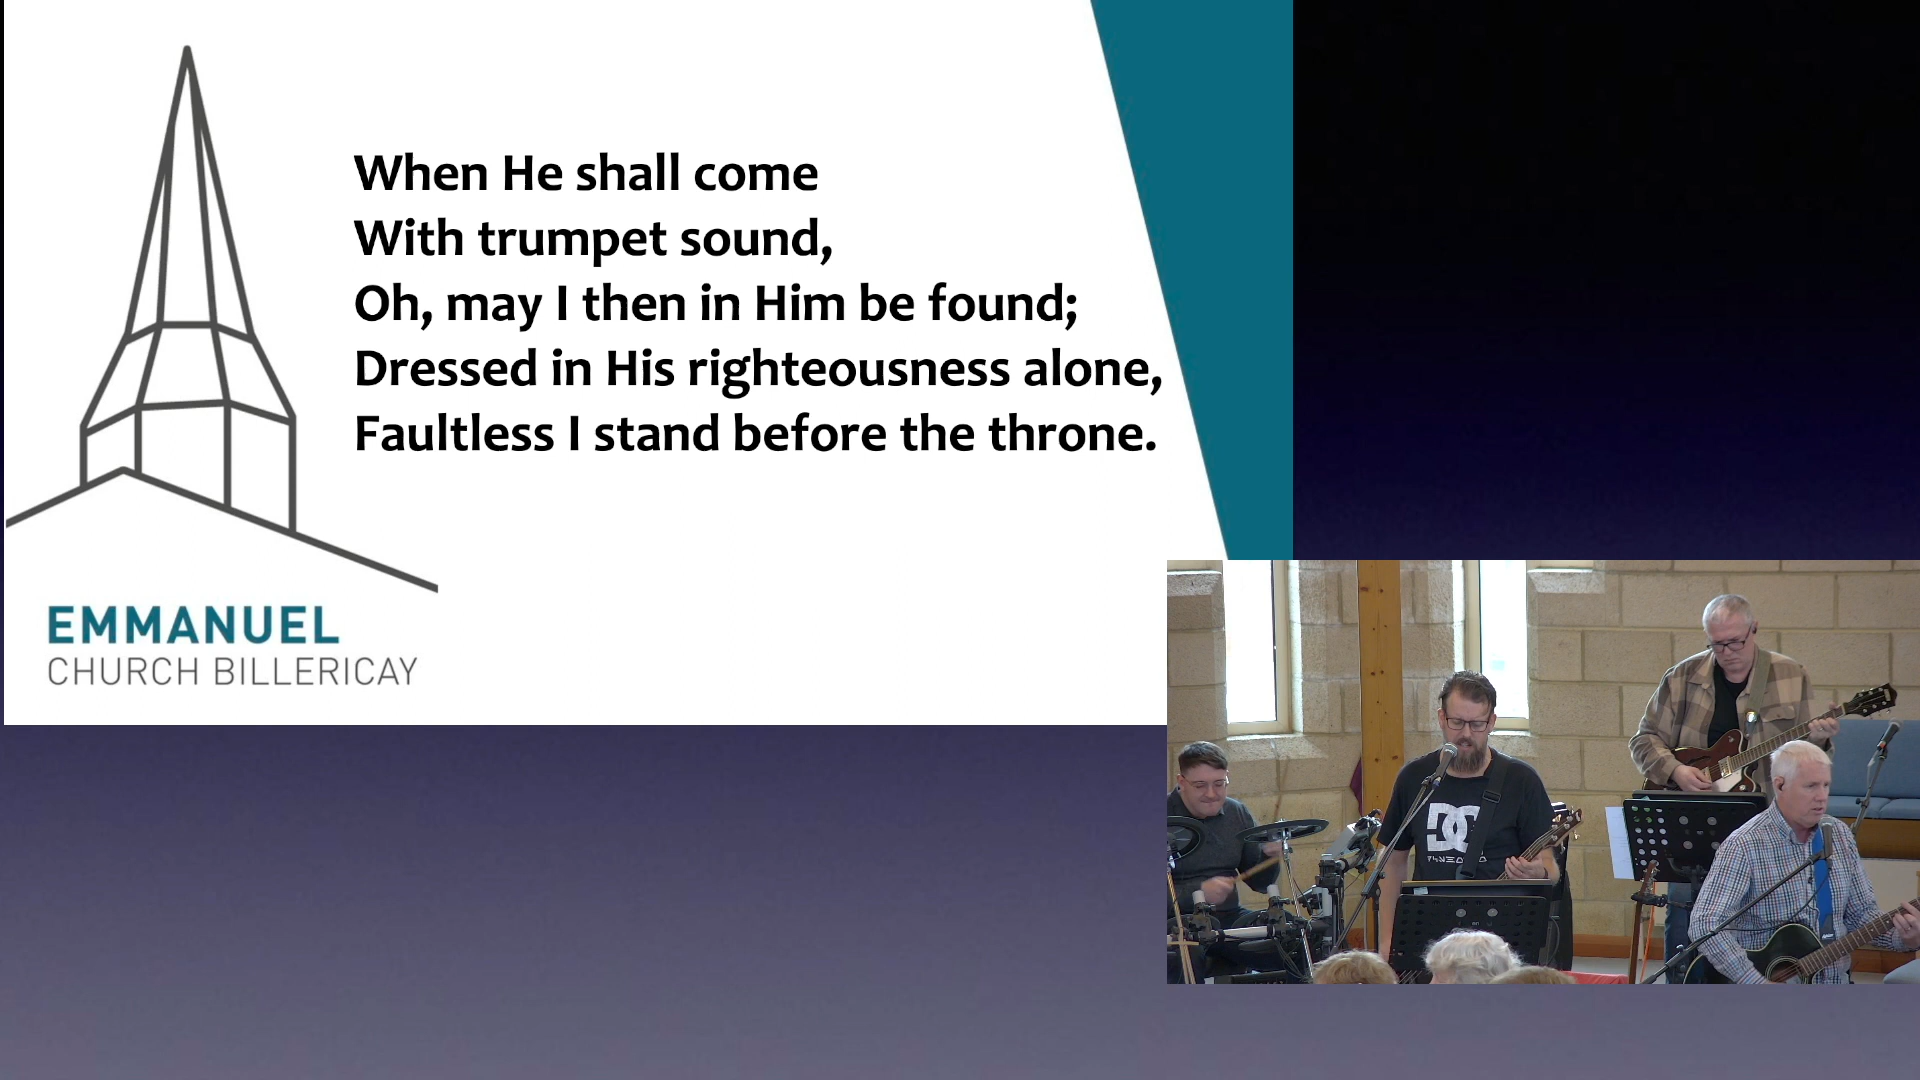 When He shall come
With trumpet sound,
Oh, may I then in Him be found;
Dressed in His righteousness alone,
Faultless I stand before the throne.
EMMANUEL
CHURCH BILLERICAY
DC